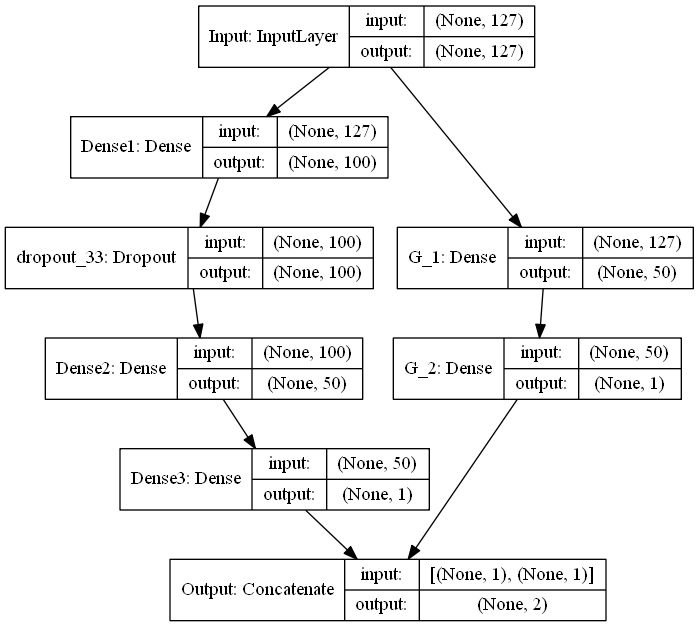 Input: InputLayer
input: (None, 127)
output: (None, 127)
Dense1: Dense
input: (None, 127)
output: (None, 100)
dropout_33: Dropout
input: (None, 100)
output: (None, 100)
G_1: Dense
input: (None, 127)
output: (None, 50)
Dense2: Dense
input: (None, 100)
output: (None, 50)
G_2: Dense
input: (None, 50)
output: (None, 1)
Dense3: Dense
input: (None, 50)
output: (None, 1)
Output: Concatenate
input: [(None, 1), (None, 1)]
output: (None, 2)